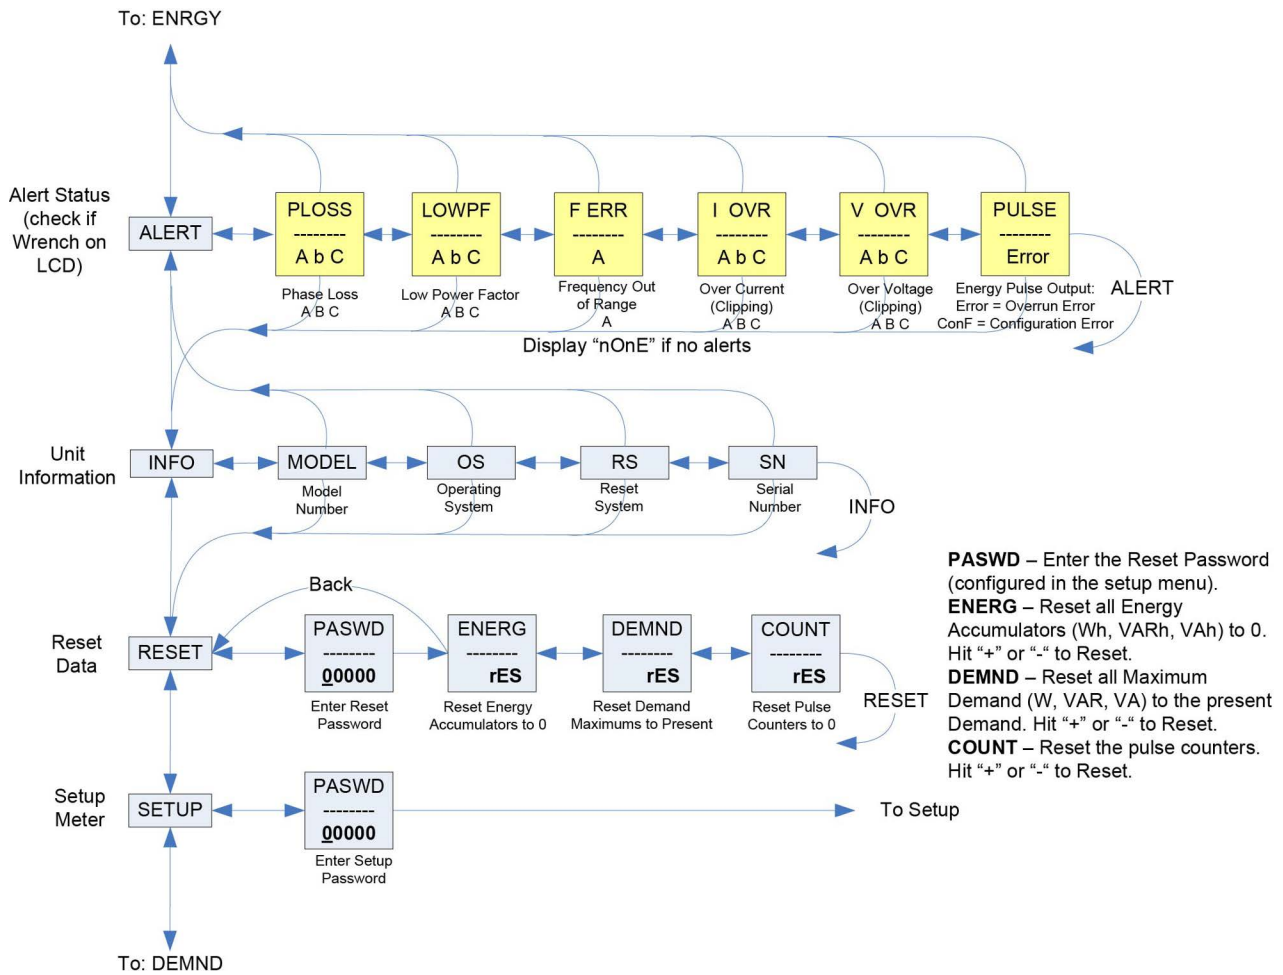 To: ENRGY
Alert Status
(check if
Wrench on
LCD)
ALERT
PLOSS
--------
A b C
Phase Loss
A B C
LOWPF
--------
A b C
Low Power Factor
A B C
F ERR
--------
A
Frequency Out
of Range
A
I OVR
--------
A b C
Over Current
(Clipping)
A B C
V OVR
--------
A b C
Over Voltage
(Clipping)
A B C
PULSE
--------
Error
Energy Pulse Output:
Error = Overrun Error
ConF = Configuration Error
ALERT
Display “nOnE” if no alerts
Unit
Information
INFO
MODEL
Model
Number
OS
Operating
System
RS
Reset
System
SN
Serial
Number
INFO
Back
Reset
Data
RESET
PASWD
--------
00000
Enter Reset
Password
ENERG
--------
rES
Reset Energy
Accumulators to 0
DEMND
--------
rES
Reset Demand
Maximums to Present
COUNT
--------
rES
Reset Pulse
Counters to 0
RESET
PASWD – Enter the Reset Password
(configured in the setup menu).
ENERG – Reset all Energy
Accumulators (Wh, VARh, VAh) to 0.
Hit “+” or “-“ to Reset.
DEMND – Reset all Maximum
Demand (W, VAR, VA) to the present
Demand. Hit “+” or “-“ to Reset.
COUNT – Reset the pulse counters.
Hit “+” or “-“ to Reset.
Setup
Meter
SETUP
PASWD
--------
00000
Enter Setup
Password
To Setup
To: DEMND